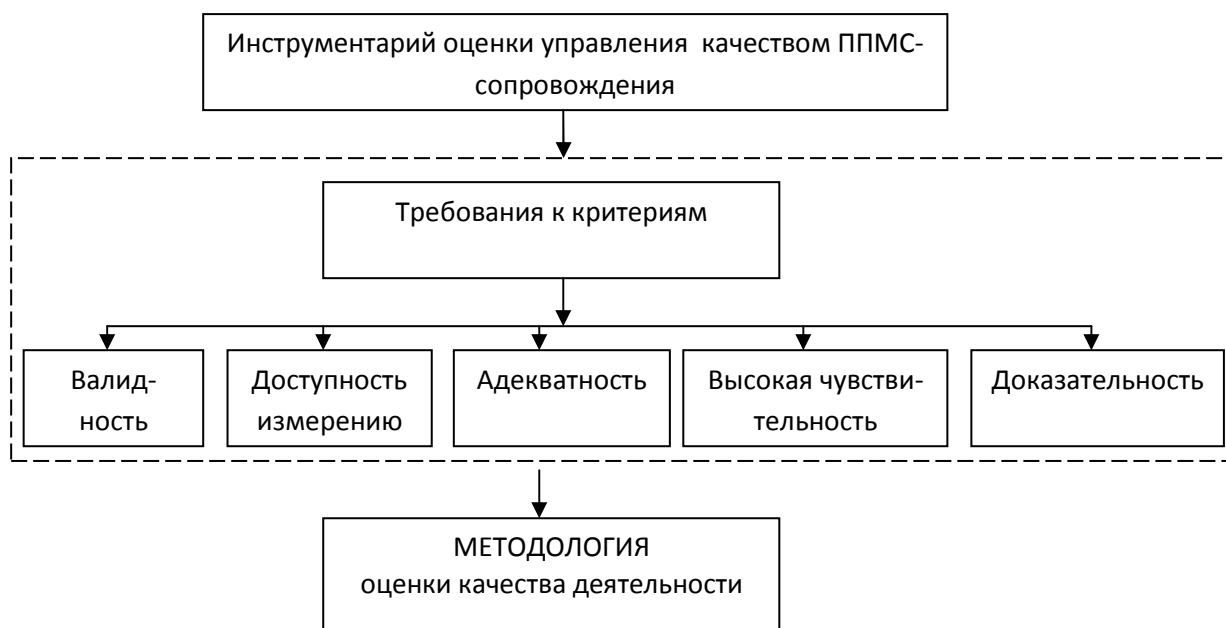 Инструментарий оценки управления качеством ППМС-
сопровождения
Требования к критериям
Валид-
ность
Доступность
измерению
Адекватность
Высокая чувстви-
тельность
Доказательность
МЕТОДОЛОГИЯ
оценки качества деятельности